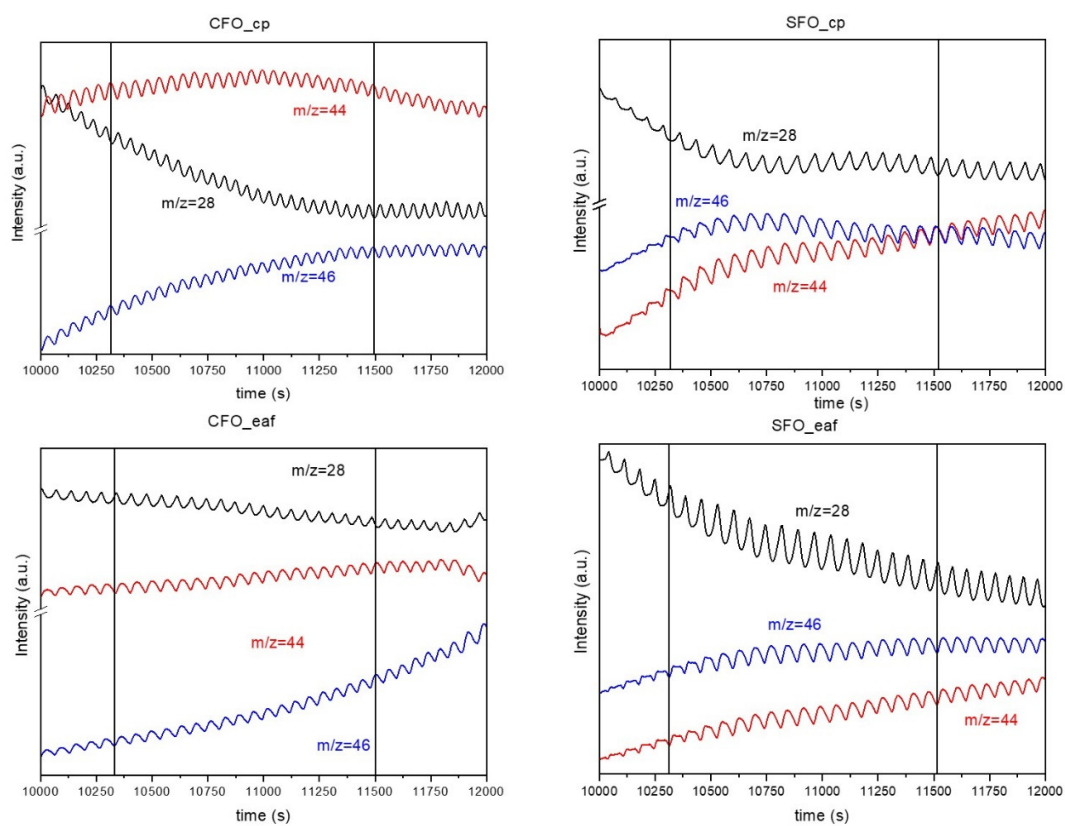 CFO_cp
Intensity (a.u.)
m/z=44
m/z=28
m/z=46
10000 10250 10500 10750 11000 11250 11500 11750 12000
time (s)
SFO_cp
Intensity (a.u.)
m/z=28
m/z=46
m/z=44
10000 10250 10500 10750 11000 11250 11500 11750 12000
time (s)
CFO_eaf
Intensity (a.u.)
m/z=28
m/z=44
m/z=46
10000 10250 10500 10750 11000 11250 11500 11750 12000
time (s)
SFO_eaf
Intensity (a.u.)
m/z=28
m/z=46
m/z=44
10000 10250 10500 10750 11000 11250 11500 11750 12000
time (s)